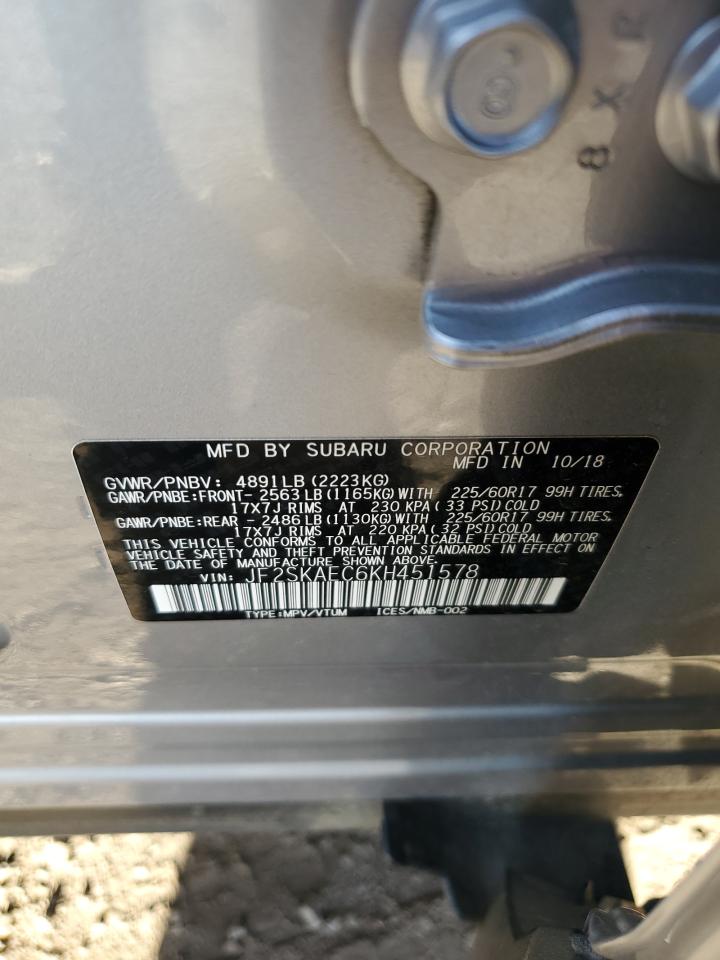 8 X R
8
MFD BY SUBARU CORPORATION
MFD IN 10/18
GVWR/PNBV: 4891LB (2223KG)
GAWR/PNBE:FRONT- 2563 LB (1165KG) WITH 225/60R17 99H TIRES,
17X7J RIMS AT 230 KPA ( 33 PSI) COLD
GAWR/PNBE:REAR - 2486 LB (1130KG) WITH 225/60R17 99H TIRES,
17X7J RIMS AT 220 KPA (32 PSI) COLD
THIS VEHICLE CONFORMS TO ALL APPLICABLE FEDERAL MOTOR
VEHICLE SAFETY AND THEFT PREVENTION STANDARDS IN EFFECT ON
THE DATE OF MANUFACTURE SHOWN ABOVE.
VIN: JF2SKAEC6KH451578
TYPE:MPV/VTUM ICES/NMB-002